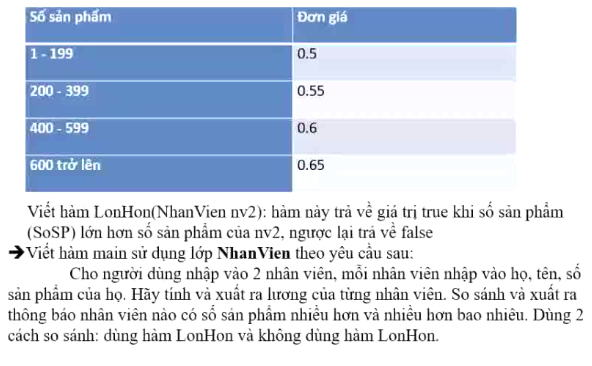 Số sản phẩm Đơn giá
1 - 199 0.5
200 - 399 0.55
400 - 599 0.6
600 trở lên 0.65
Viết hàm LonHon(NhanVien nv2): hàm này trả về giá trị true khi số sản phẩm
(SoSP) lớn hơn số sản phẩm của nv2, ngược lại trả về false
➔Viết hàm main sử dụng lớp NhanVien theo yêu cầu sau:
Cho người dùng nhập vào 2 nhân viên, mỗi nhân viên nhập vào họ, tên, số
sản phẩm của họ. Hãy tính và xuất ra lương của từng nhân viên. So sánh và xuất ra
thông báo nhân viên nào có số sản phẩm nhiều hơn và nhiều hơn bao nhiêu. Dùng 2
cách so sánh: dùng hàm LonHon và không dùng hàm LonHon.